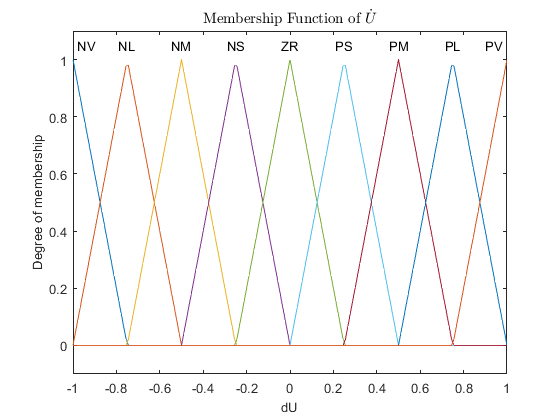 Membership Function of U̇
NV NL NM NS ZR PS PM PL PV
1
0.8
0.6
0.4
0.2
0
Degree of membership
-1 -0.8 -0.6 -0.4 -0.2 0 0.2 0.4 0.6 0.8 1
dU